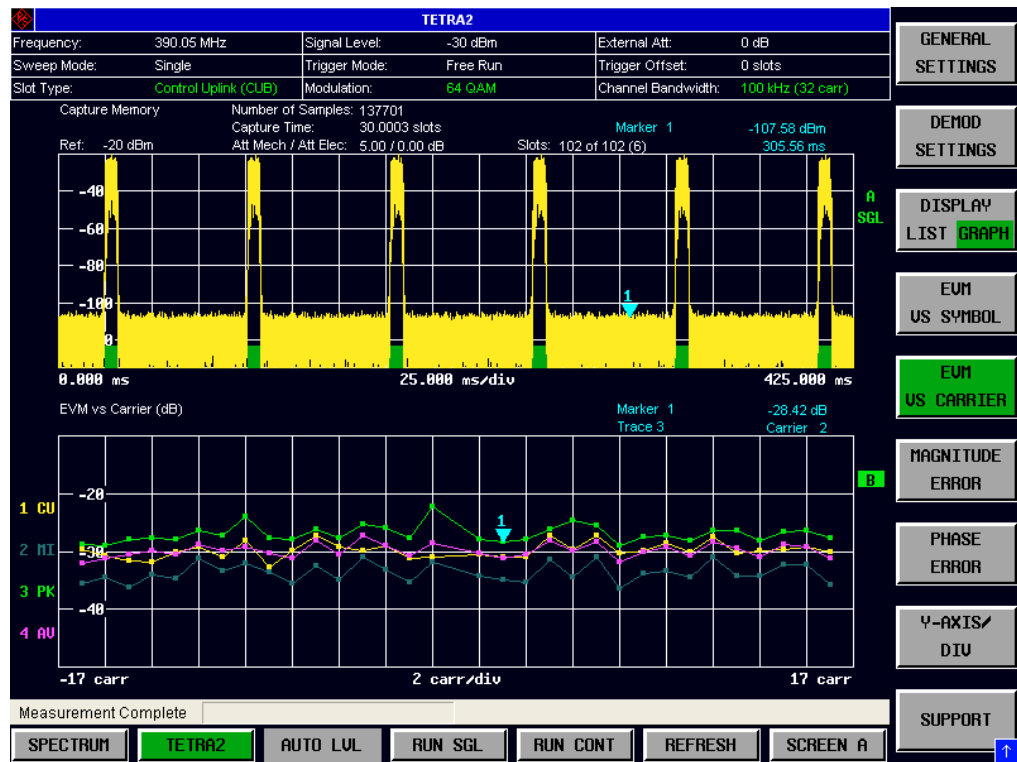 TETRA2
Frequency: 390.05 MHz Signal Level: -30 dBm External Att: 0 dB
Sweep Mode: Single Trigger Mode: Free Run Trigger Offset: 0 slots
Slot Type: Control Uplink (CUB) Modulation: 64 QAM Channel Bandwidth: 100 kHz (32 carr)
Capture Memory Number of Samples: 137701
Capture Time: 30.0003 slots Marker 1 -107.58 dBm
Ref: -20 dBm Att Mech / Att Elec: 5.00 / 0.00 dB Slots: 102 of 102 (6) 305.56 ms
-40
A
SGL
-60
-80
1
-100
0.000 ms 25.000 ms/div 425.000 ms
EVM vs Carrier (dB) Marker 1 -28.42 dB
Trace 3 Carrier 2
B
-20
1 CU
1
2 MI
-30
3 PK
-40
4 AV
-17 carr 2 carr/div 17 carr
Measurement Complete
SPECTRUM TETRA2 AUTO LVL RUN SGL RUN CONT REFRESH SCREEN A
GENERAL
SETTINGS
DEMOD
SETTINGS
DISPLAY
LIST GRAPH
EVM
VS SYMBOL
EVM
VS CARRIER
MAGNITUDE
ERROR
PHASE
ERROR
Y-AXIS/
DIV
SUPPORT
↑